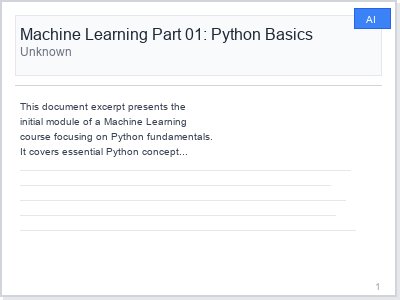 AI
Machine Learning Part 01: Python Basics
Unknown
This document excerpt presents the
initial module of a Machine Learning
course focusing on Python fundamentals.
It covers essential Python concept...
1